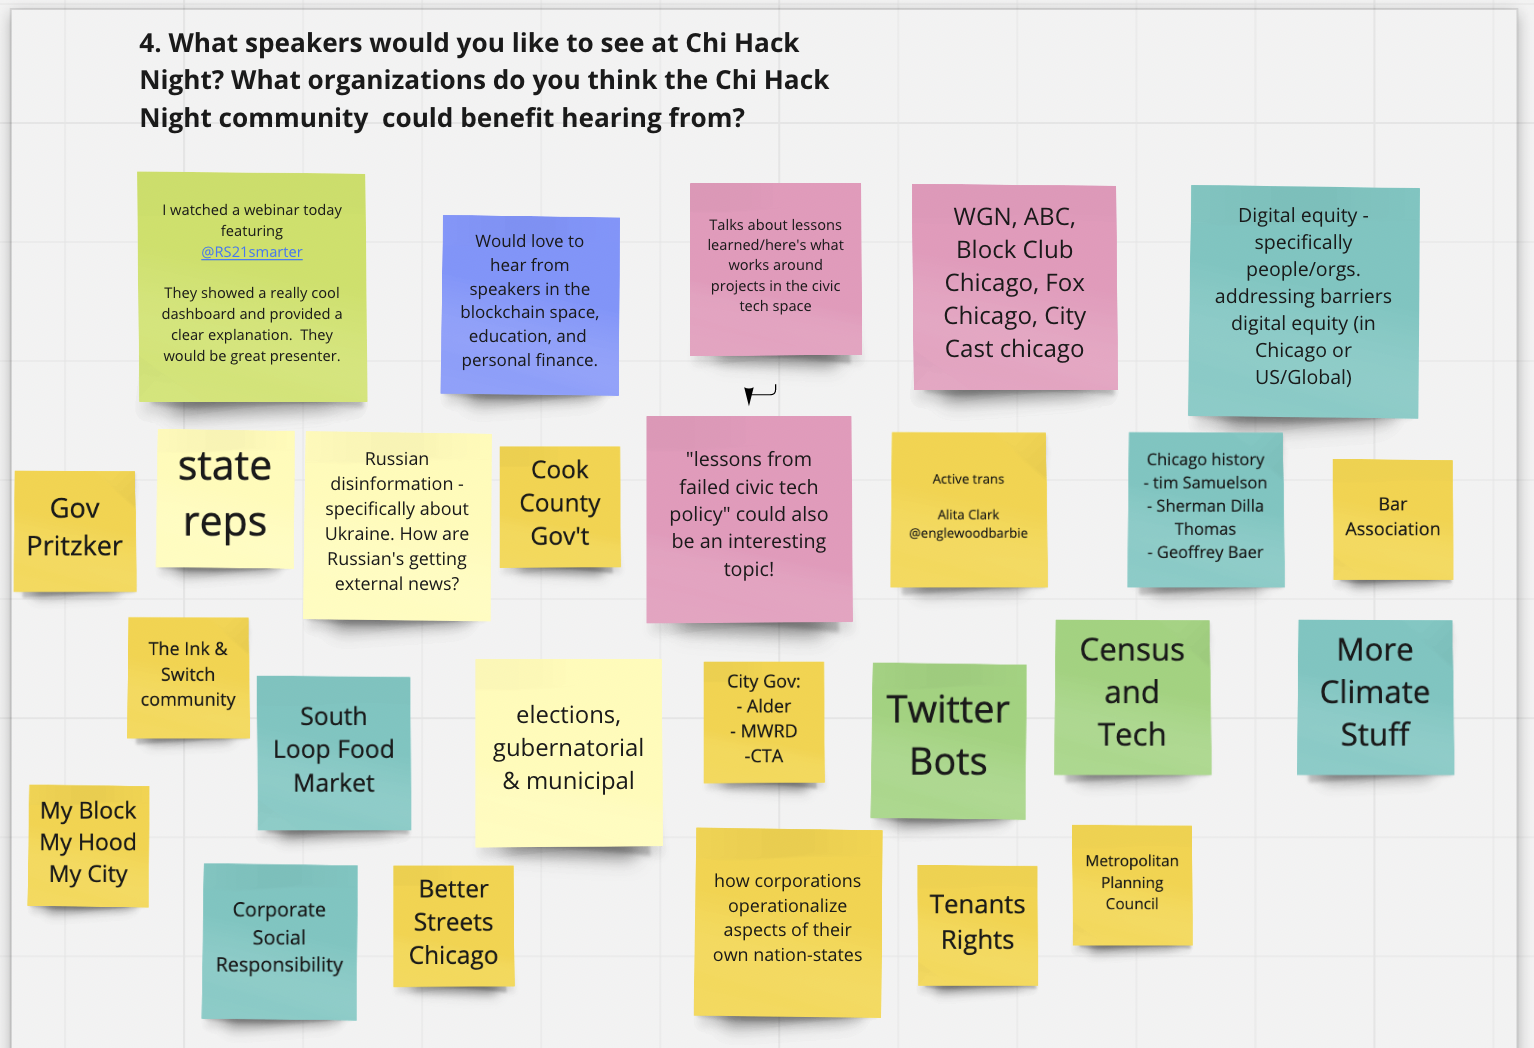 4. What speakers would you like to see at Chi Hack
Night? What organizations do you think the Chi Hack
Night community  could benefit hearing from?
I watched a webinar today
featuring
@RS21smarter
They showed a really cool
dashboard and provided a
clear explanation.  They
would be great presenter.
Would love to
hear from
speakers in the
blockchain space,
education, and
personal finance.
Talks about lessons
learned/here's what
works around
projects in the civic
tech space
WGN, ABC,
Block Club
Chicago, Fox
Chicago, City
Cast chicago
Digital equity -
specifically
people/orgs.
addressing barriers
digital equity (in
Chicago or
US/Global)
Gov
Pritzker
state
reps
Russian
disinformation -
specifically about
Ukraine. How are
Russian's getting
external news?
Cook
County
Gov't
"lessons from
failed civic tech
policy" could also
be an interesting
topic!
Active trans
Alita Clark
@englewoodbarbie
Chicago history
- tim Samuelson
- Sherman Dilla
Thomas
- Geoffrey Baer
Bar
Association
The Ink &
Switch
community
South
Loop Food
Market
elections,
gubernatorial
& municipal
City Gov:
- Alder
- MWRD
-CTA
Twitter
Bots
Census
and
Tech
More
Climate
Stuff
My Block
My Hood
My City
Corporate
Social
Responsibility
Better
Streets
Chicago
how corporations
operationalize
aspects of their
own nation-states
Tenants
Rights
Metropolitan
Planning
Council